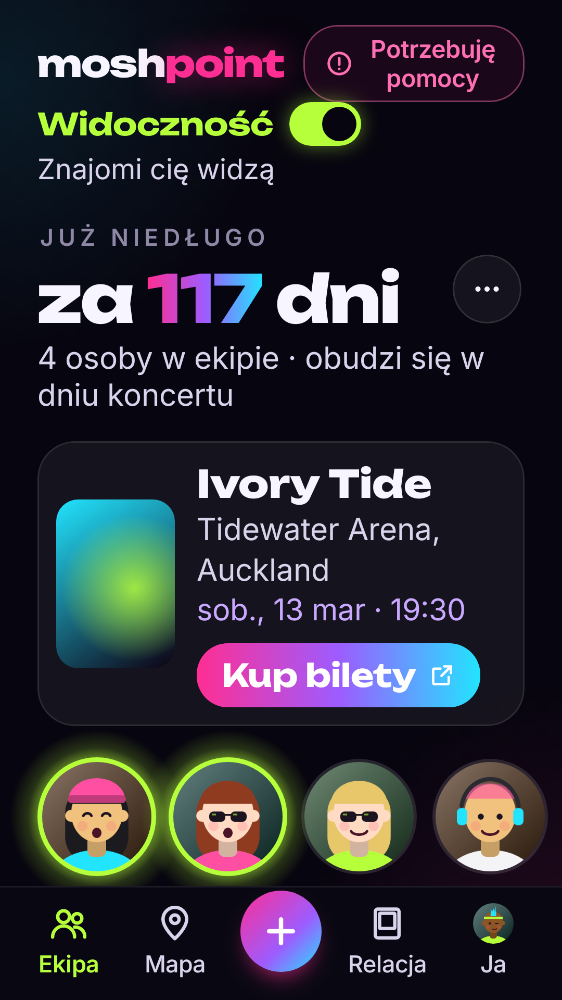 moshpoint
Potrzebuję
pomocy
Widoczność
Znajomi cię widzą
JUŻ NIEDŁUGO
za 117 dni
4 osoby w ekipie · obudzi się w
dniu koncertu
Ivory Tide
Tidewater Arena,
Auckland
sob., 13 mar · 19:30
Kup bilety
Ekipa
Mapa
Relacja
Ja